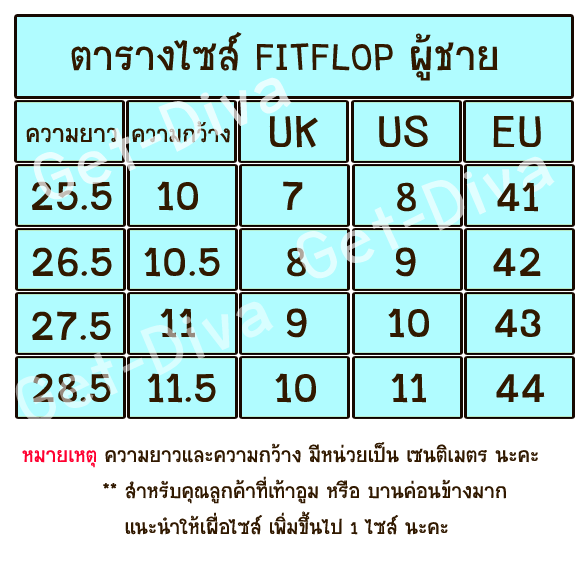 ตารางไซส์ FITFLOP ผู้ชาย
ความยาว ความกว้าง UK US EU
25.5 10 7 8 41
26.5 10.5 8 9 42
27.5 11 9 10 43
28.5 11.5 10 11 44
Get-Diva
Get-Diva
Get-Diva
หมายเหตุ ความยาวและความกว้าง มีหน่วยเป็น เซนติเมตร นะคะ
** สำหรับคุณลูกค้าที่เท้าอูม หรือ บานค่อนข้างมาก
แนะนำให้เผื่อไซส์ เพิ่มขึ้นไป 1 ไซส์ นะคะ